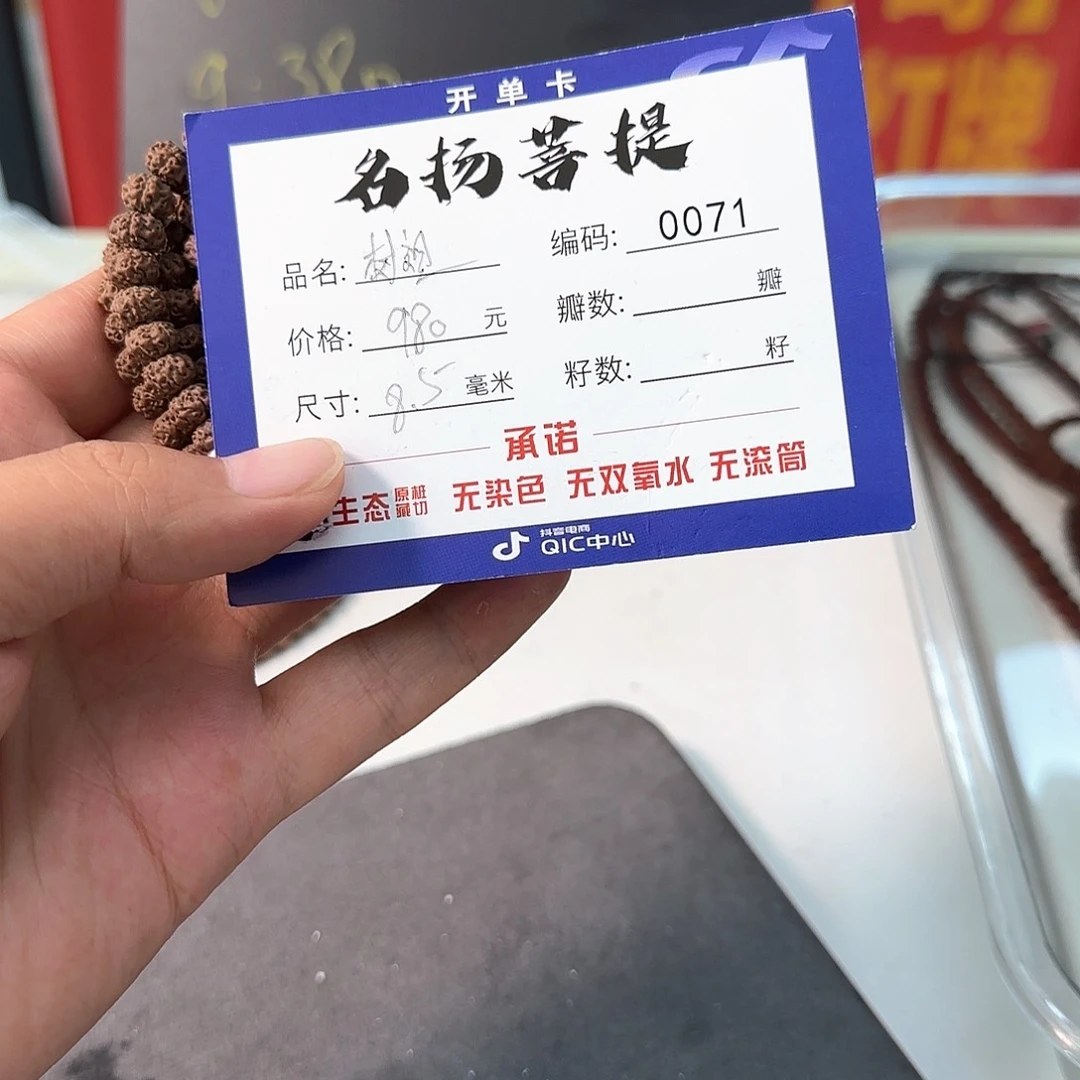 开单卡
名扬菩提
品名:
编码: 0071
价格: 980 元
瓣数: 瓣
尺寸: 8.5 毫米
籽数: 籽
承诺
生态 原桩藏切 无染色 无双氧水 无滚筒
抖音电商
QIC中心